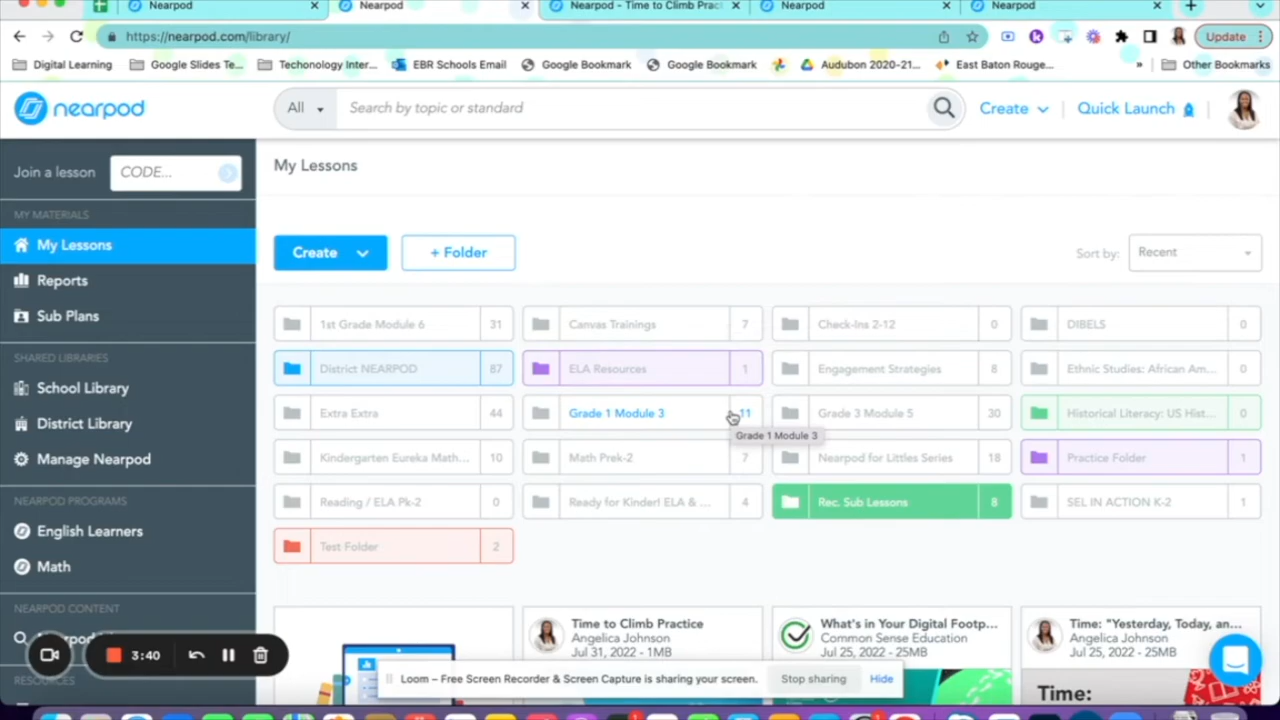 Nearpod
Nearpod
Nearpod - Time to Climb Prac
Nearpod
Nearpod
https://nearpod.com/library/
Update
Digital Learning
Google Slides Te...
Techonology Inter...
EBR Schools Email
Google Bookmark
Google Bookmark
Audubon 2020-21...
East Baton Rouge...
»
Other Bookmarks
nearpod
All
Search by topic or standard
Create
Quick Launch
Join a lesson
CODE...
My Lessons
MY MATERIALS
My Lessons
Reports
Sub Plans
SHARED LIBRARIES
School Library
District Library
Manage Nearpod
NEARPOD PROGRAMS
English Learners
Math
NEARPOD CONTENT
RESOURCES
Create
+ Folder
Sort by:
Recent
1st Grade Module 6 31
Canvas Trainings 7
Check-Ins 2-12 0
DIBELS 0
District NEARPOD 87
ELA Resources 1
Engagement Strategies 8
Ethnic Studies: African Am... 0
Extra Extra 44
Grade 1 Module 3 11
Grade 3 Module 5 30
Historical Literacy: US Hist... 0
Grade 1 Module 3
Kindergarten Eureka Math... 10
Math Prek-2 7
Nearpod for Littles Series 18
Practice Folder 1
Reading / ELA Pk-2 0
Ready for Kinder! ELA & ... 4
Rec. Sub Lessons 8
SEL IN ACTION K-2 1
Test Folder 2
Time to Climb Practice
Angelica Johnson
Jul 31, 2022 - 1MB
What's in Your Digital Footp...
Common Sense Education
Jul 25, 2022 - 25MB
Time: "Yesterday, Today, an...
Angelica Johnson
Jul 25, 2022 - 25MB
Time:
3:40
Loom – Free Screen Recorder & Screen Capture is sharing your screen.
Stop sharing
Hide